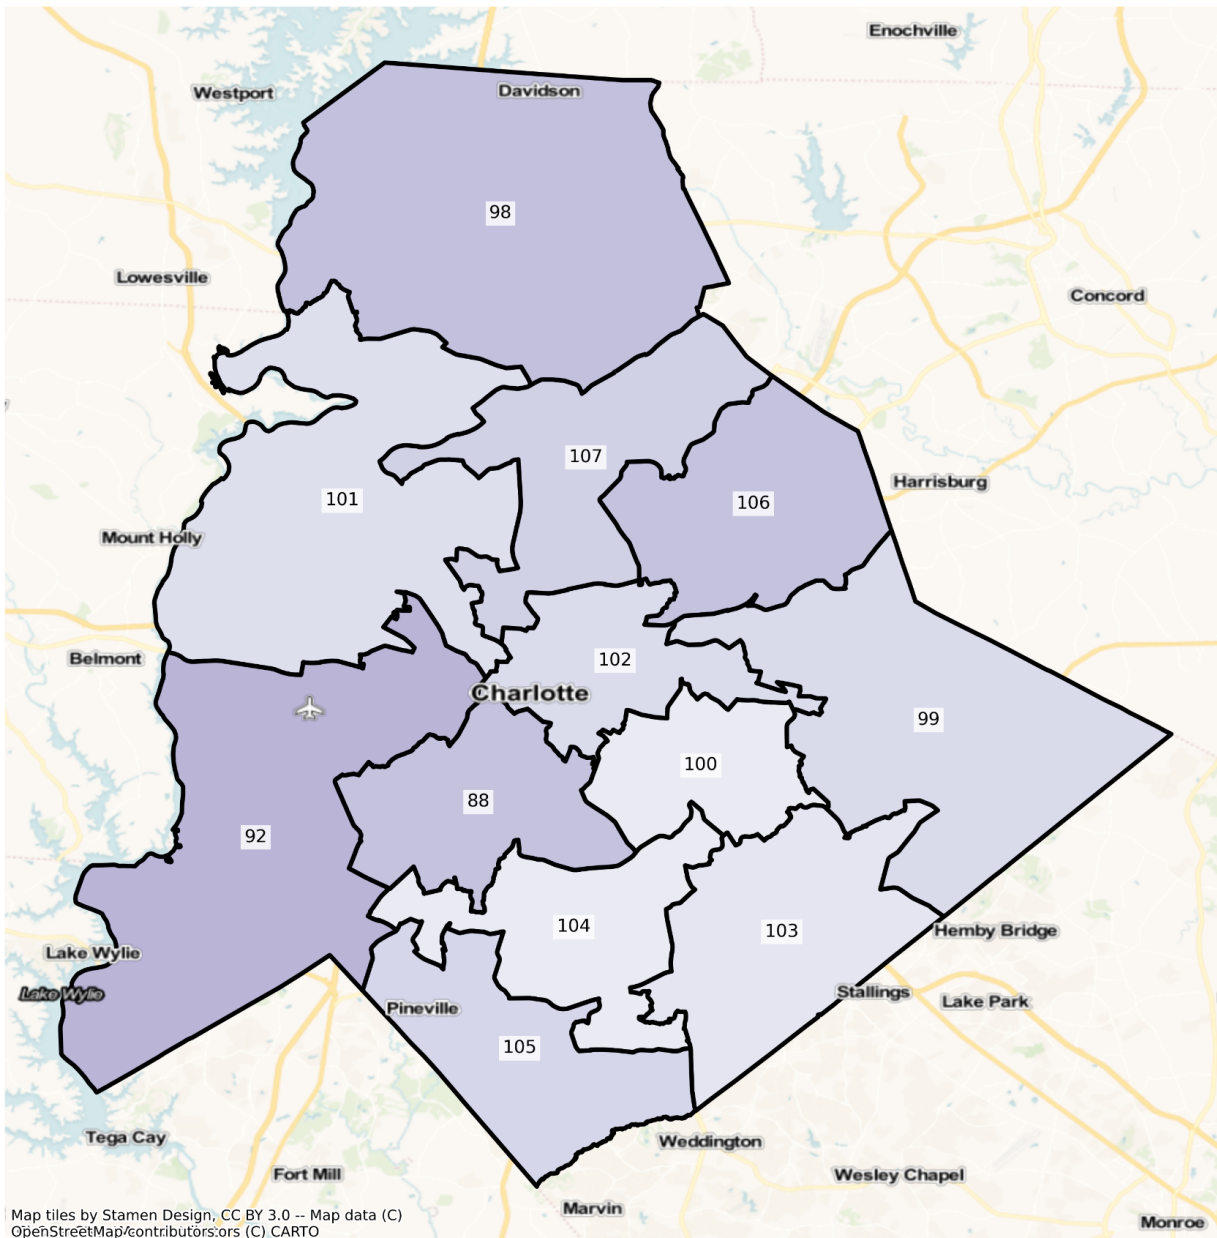 Enochville
Westport
Davidson
98
Lowesville
Concord
107
Harrisburg
101
106
Mount Holly
Belmont
102
Charlotte
99
100
88
92
104
103
Hemby Bridge
Lake Wylie
Lake Wylie
Stallings
Lake Park
Pineville
105
Tega Cay
Weddington
Fort Mill
Wesley Chapel
Marvin
Monroe
Map tiles by Stamen Design, CC BY 3.0 -- Map data (C)
(C) CARTO